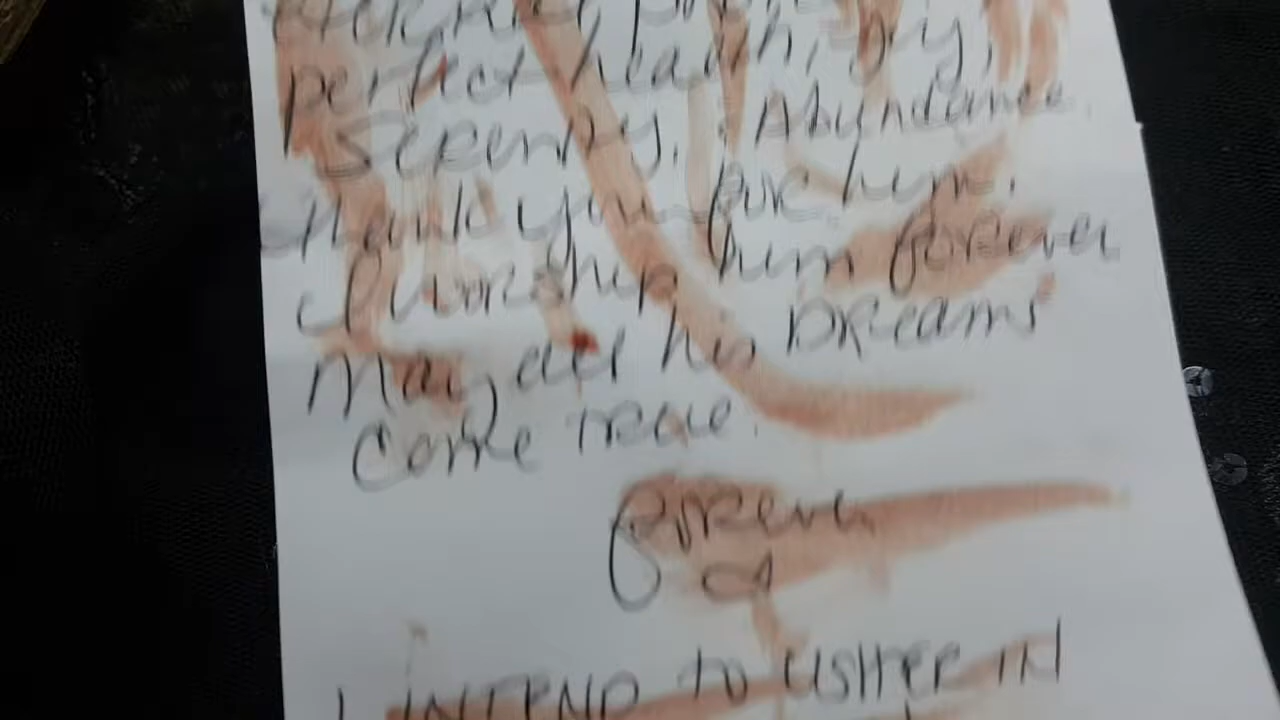 perfect health, joy,
Serenity, Abundance.
Thank you for him.
I worship him forever
May all his Dreams
Come true.
forever
I INTEND TO USHER IN